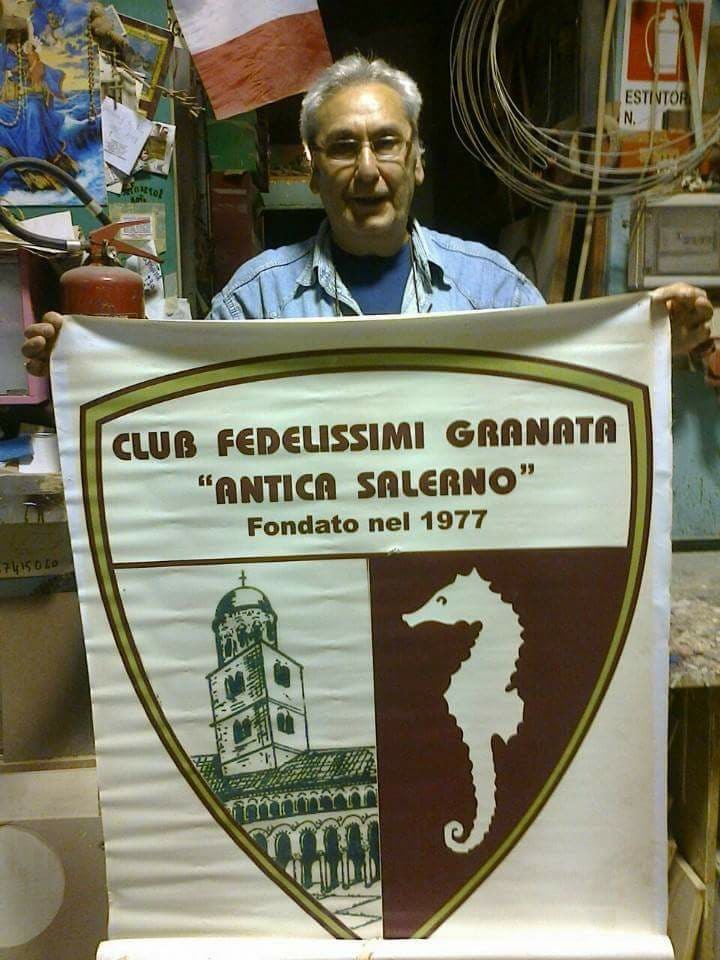 ESTINTOR
N.
CLUB FEDELISSIMI GRANATA
“ANTICA SALERNO”
Fondato nel 1977